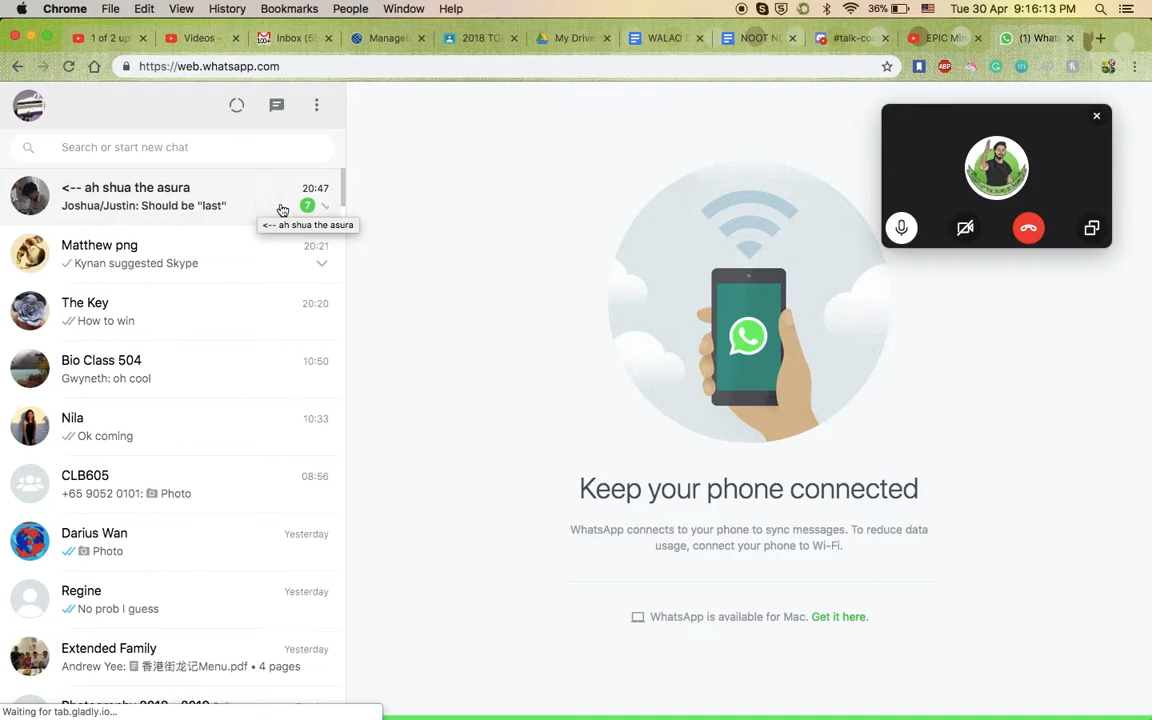 Chrome File Edit View History Bookmarks People Window Help 36% Tue 30 Apr 9:16:13 PM
1 of 2 up Videos - Inbox (5 ManageB 2018 TO My Drive WALAO NOOT N #talk-co EPIC Min (1) Whats
https://web.whatsapp.com
Search or start new chat
<-- ah shua the asura 20:47
Joshua/Justin: Should be "last" 7
<-- ah shua the asura
Matthew png 20:21
Kynan suggested Skype
The Key 20:20
How to win
Bio Class 504 10:50
Gwyneth: oh cool
Nila 10:33
Ok coming
CLB605 08:56
+65 9052 0101: Photo
Darius Wan Yesterday
Photo
Regine Yesterday
No prob I guess
Extended Family Yesterday
Andrew Yee: 香港街龙记Menu.pdf • 4 pages
Photography 2018 - 2019
Waiting for tab.gladly.io...
Keep your phone connected
WhatsApp connects to your phone to sync messages. To reduce data
usage, connect your phone to Wi-Fi.
WhatsApp is available for Mac. Get it here.